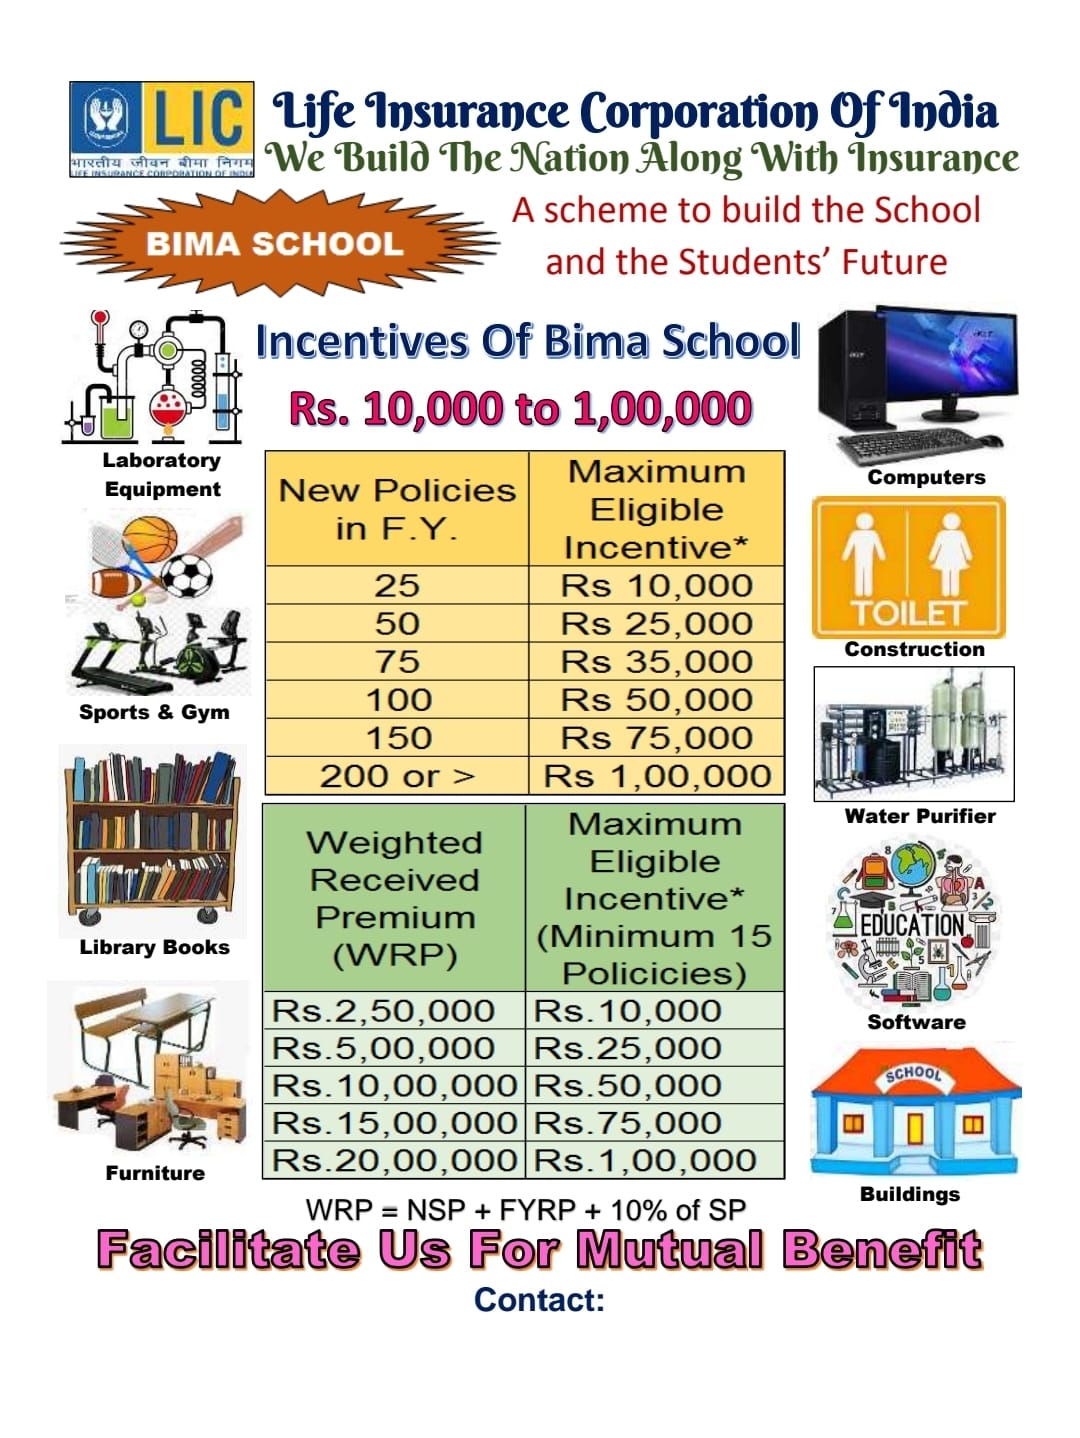 LIC
भारतीय जीवन बीमा निगम
LIFE INSURANCE CORPORATION OF INDIA
Life Insurance Corporation Of India
We Build The Nation Along With Insurance
BIMA SCHOOL
A scheme to build the School
and the Students’ Future
Incentives Of Bima School
Rs. 10,000 to 1,00,000
Laboratory
Equipment
Sports & Gym
Library Books
Furniture
New Policies in F.Y. Maximum Eligible Incentive*
25 Rs 10,000
50 Rs 25,000
75 Rs 35,000
100 Rs 50,000
150 Rs 75,000
200 or > Rs 1,00,000
Weighted Received Premium (WRP) Maximum Eligible Incentive* (Minimum 15 Policicies)
Rs.2,50,000 Rs.10,000
Rs.5,00,000 Rs.25,000
Rs.10,00,000 Rs.50,000
Rs.15,00,000 Rs.75,000
Rs.20,00,000 Rs.1,00,000
acer
Computers
TOILET
Construction
Water Purifier
EDUCATION
Software
SCHOOL
Buildings
WRP = NSP + FYRP + 10% of SP
Facilitate Us For Mutual Benefit
Contact: